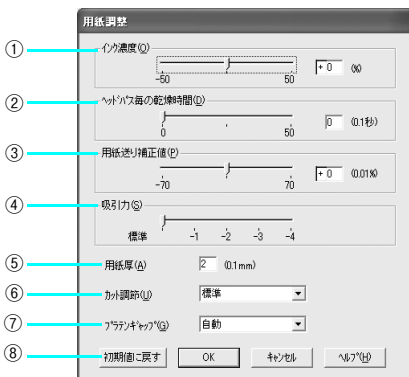 用紙調整
① インク濃度(O)
-50 50 + 0 (%)
② ヘッドパス毎の乾燥時間(D)
0 50 0 (0.1秒)
③ 用紙送り補正値(P)
-70 70 + 0 (0.01%)
④ 吸引力(S)
標準 -1 -2 -3 -4
⑤ 用紙厚(A) 2 (0.1mm)
⑥ カット調節(U) 標準
⑦ プラテンギャップ(G) 自動
⑧ 初期値に戻す OK キャンセル ヘルプ(H)